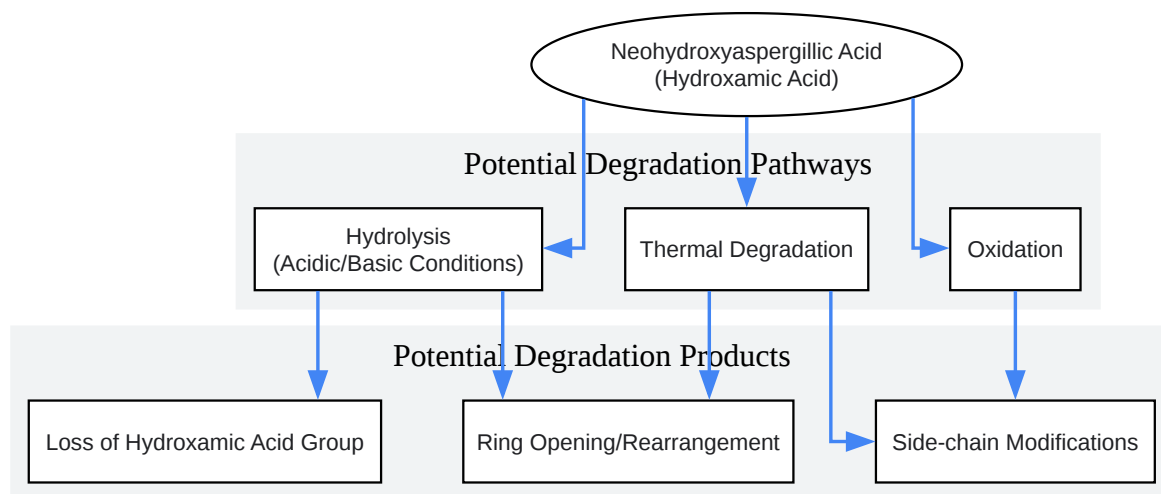 Neohydroxyaspergillic Acid
(Hydroxamic Acid)
Potential Degradation Pathways
Hydrolysis
(Acidic/Basic Conditions)
Thermal Degradation
Oxidation
Potential Degradation Products
Loss of Hydroxamic Acid Group
Ring Opening/Rearrangement
Side-chain Modifications